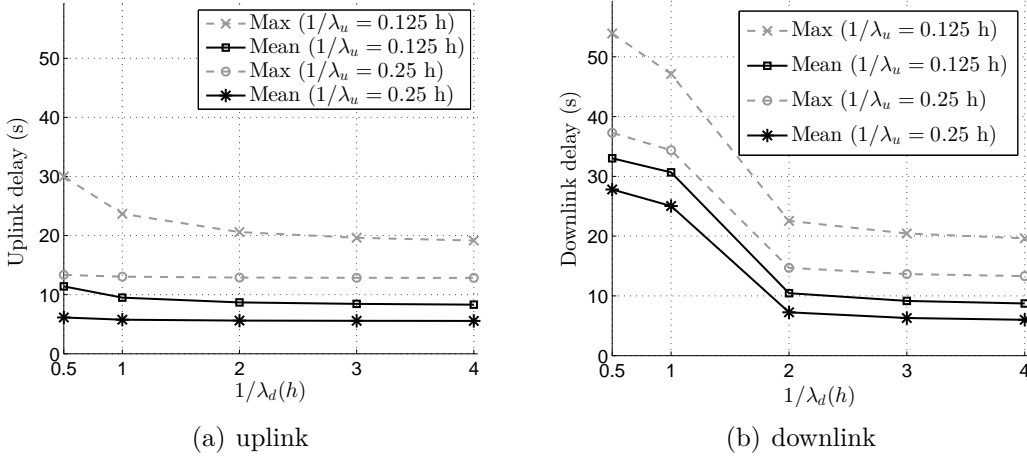 60
50
40
30
20
10
0
Uplink delay (s)
Max (1/λ_u = 0.125 h)
Mean (1/λ_u = 0.125 h)
Max (1/λ_u = 0.25 h)
Mean (1/λ_u = 0.25 h)
0.5 1 2 3 4
1/λ_d(h)
(a) uplink
60
50
40
30
20
10
0
Downlink delay (s)
Max (1/λ_u = 0.125 h)
Mean (1/λ_u = 0.125 h)
Max (1/λ_u = 0.25 h)
Mean (1/λ_u = 0.25 h)
0.5 1 2 3 4
1/λ_d(h)
(b) downlink